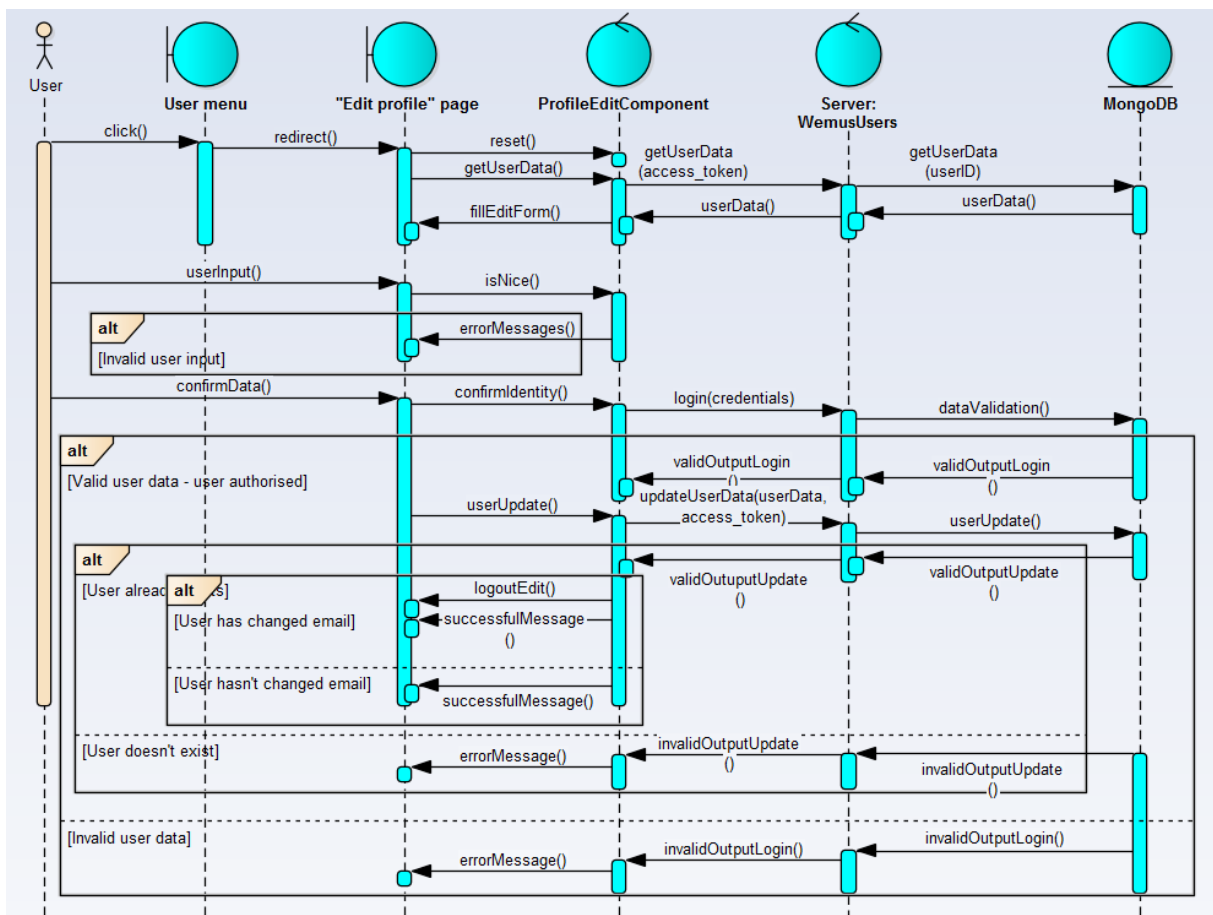 User
User menu
"Edit profile" page
ProfileEditComponent
Server:
WemusUsers
MongoDB
click()
redirect()
reset()
getUserData()
getUserData
(access_token)
getUserData
(userID)
fillEditForm()
userData()
userData()
userInput()
isNice()
alt
errorMessages()
[Invalid user input]
confirmData()
confirmIdentity()
login(credentials)
dataValidation()
alt
[Valid user data - user authorised]
validOutputLogin
()
validOutputLogin
()
userUpdate()
updateUserData(userData,
access_token)
userUpdate()
alt
validOutuputUpdate
()
validOutputUpdate
()
[User alread
s]
alt
logoutEdit()
[User has changed email]
successfulMessage
()
[User hasn't changed email]
successfulMessage()
[User doesn't exist]
errorMessage()
invalidOutputUpdate
()
invalidOutputUpdate
()
[Invalid user data]
errorMessage()
invalidOutputLogin()
invalidOutputLogin()